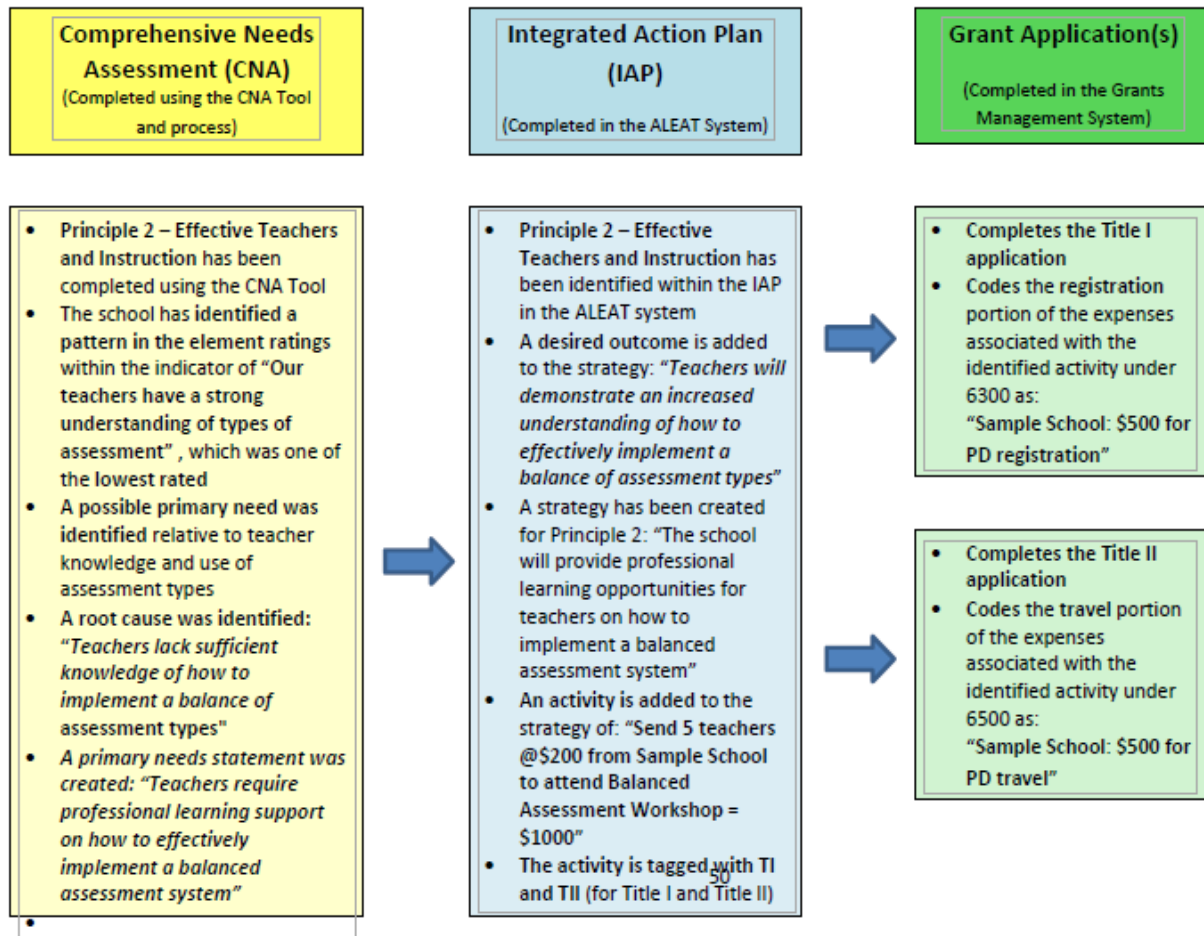 Comprehensive Needs
Assessment (CNA)
(Completed using the CNA Tool
and process)
Integrated Action Plan
(IAP)
(Completed in the ALEAT System)
Grant Application(s)
(Completed in the Grants
Management System)
• Principle 2 – Effective Teachers
and Instruction has been
completed using the CNA Tool
• The school has identified a
pattern in the element ratings
within the indicator of "Our
teachers have a strong
understanding of types of
assessment" , which was one of
the lowest rated
• A possible primary need was
identified relative to teacher
knowledge and use of
assessment types
• A root cause was identified:
"Teachers lack sufficient
knowledge of how to
implement a balance of
assessment types"
• A primary needs statement was
created: "Teachers require
professional learning support
on how to effectively
implement a balanced
assessment system"
•
• Principle 2 – Effective
Teachers and Instruction has
been identified within the IAP
in the ALEAT system
• A desired outcome is added
to the strategy: "Teachers will
demonstrate an increased
understanding of how to
effectively implement a
balance of assessment types"
• A strategy has been created
for Principle 2: "The school
will provide professional
learning opportunities for
teachers on how to
implement a balanced
assessment system"
• An activity is added to the
strategy of: "Send 5 teachers
@$200 from Sample School
to attend Balanced
Assessment Workshop =
$1000"
• The activity is tagged with TI
and TII (for Title I and Title II)
50
• Completes the Title I
application
• Codes the registration
portion of the expenses
associated with the
identified activity under
6300 as:
"Sample School: $500 for
PD registration"
• Completes the Title II
application
• Codes the travel portion
of the expenses
associated with the
identified activity under
6500 as:
"Sample School: $500 for
PD travel"